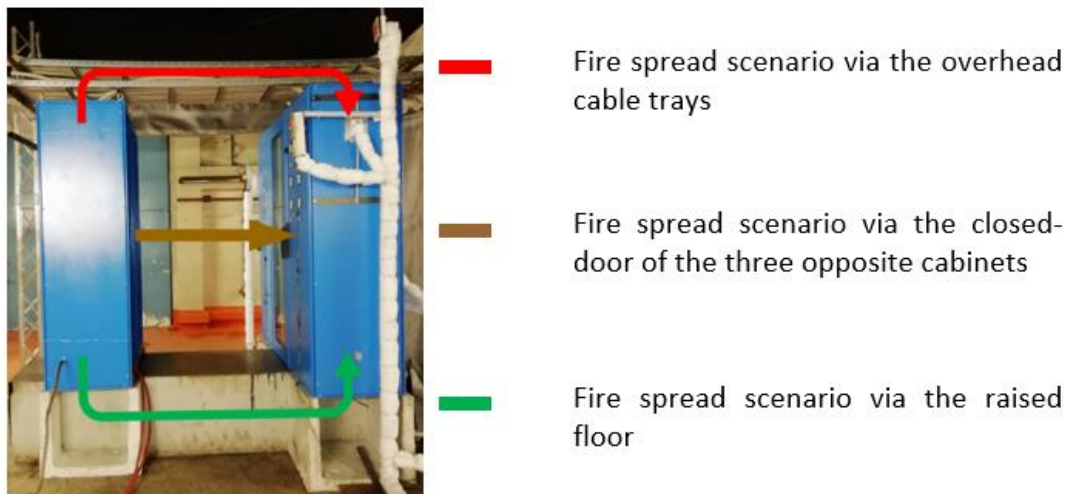 Fire spread scenario via the overhead
cable trays
Fire spread scenario via the closed-
door of the three opposite cabinets
Fire spread scenario via the raised
floor